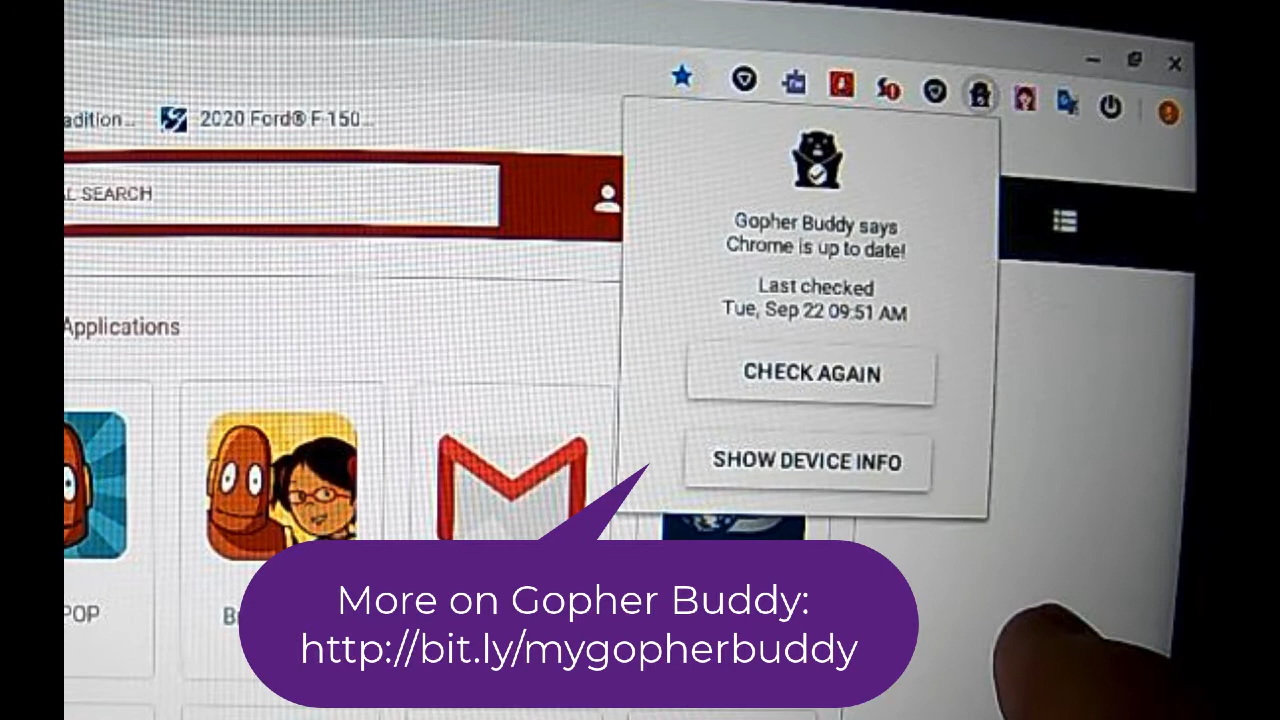 adition...
2020 Ford® F-150...
L SEARCH
Gopher Buddy says
Chrome is up to date!
Last checked
Tue, Sep 22 09:51 AM
CHECK AGAIN
SHOW DEVICE INFO
Applications
POP
B
More on Gopher Buddy:
http://bit.ly/mygopherbuddy